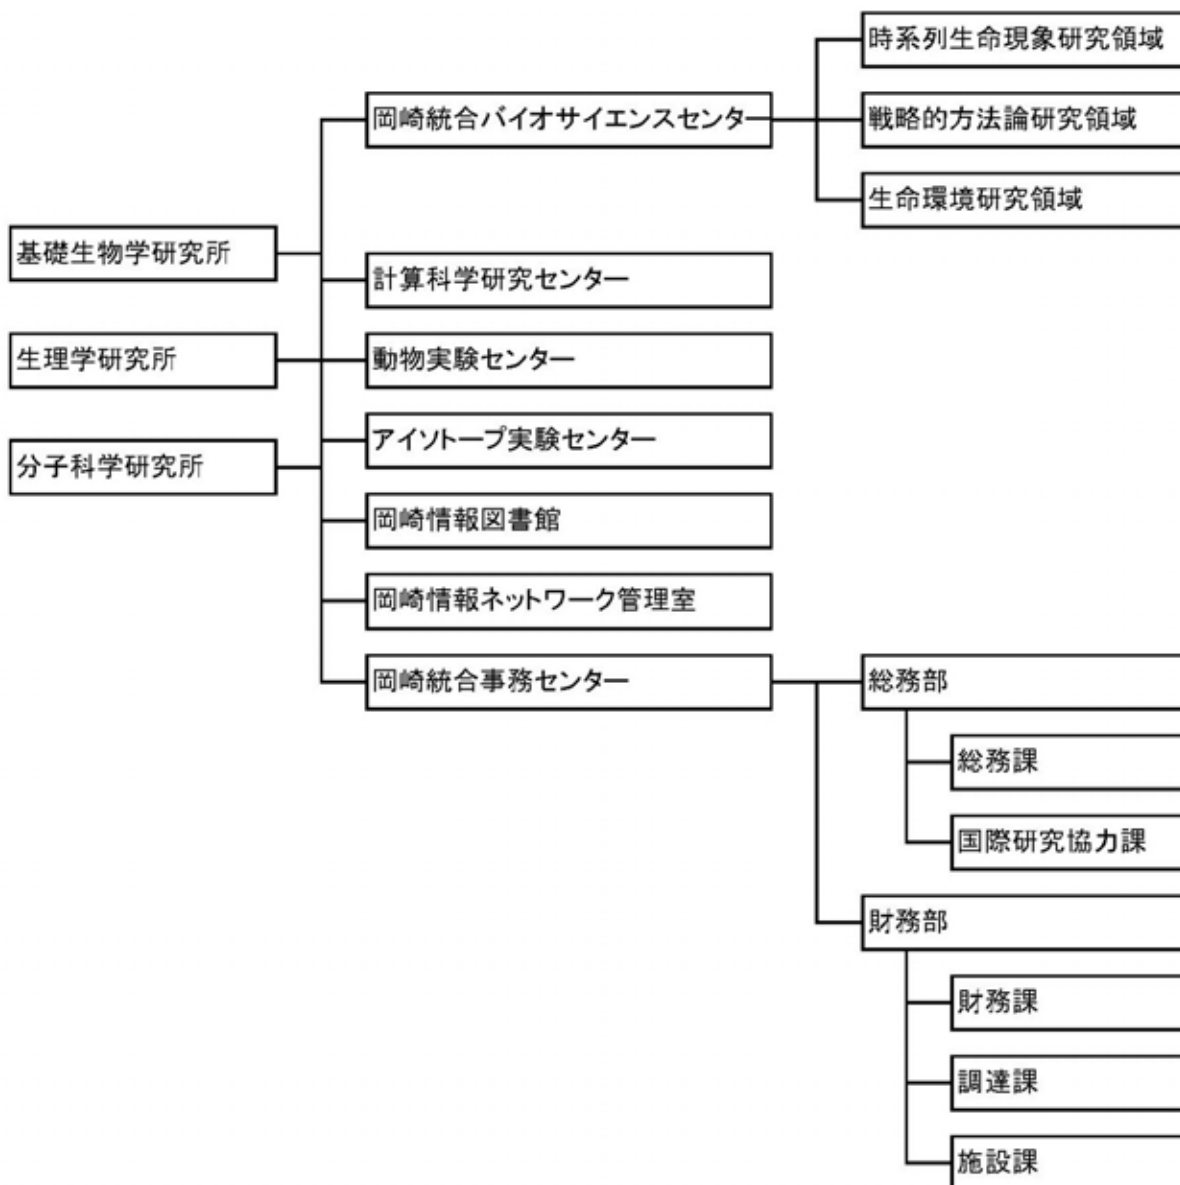 基礎生物学研究所
生理学研究所
分子科学研究所
岡崎統合バイオサイエンスセンター
時系列生命現象研究領域
戦略的方法論研究領域
生命環境研究領域
計算科学研究センター
動物実験センター
アイソトープ実験センター
岡崎情報図書館
岡崎情報ネットワーク管理室
岡崎統合事務センター
総務部
総務課
国際研究協力課
財務部
財務課
調達課
施設課